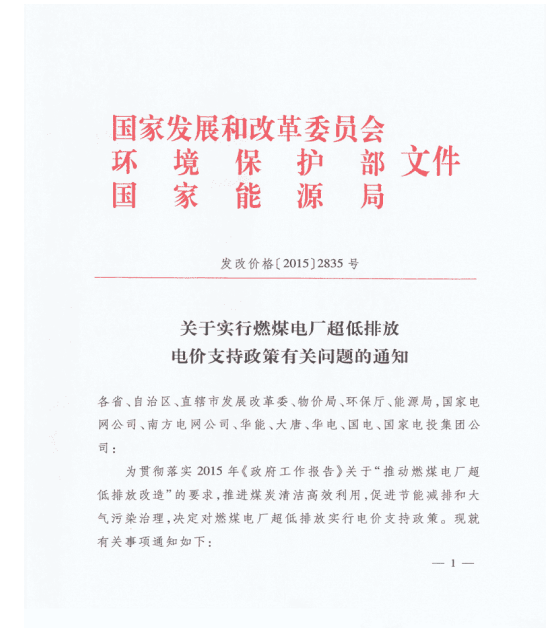 国家发展和改革委员会
环境保护部 文件
国家能源局
发改价格〔2015〕2835 号
关于实行燃煤电厂超低排放
电价支持政策有关问题的通知
各省、自治区、直辖市发展改革委、物价局、环保厅、能源局,国家电
网公司、南方电网公司、华能、大唐、华电、国电、国家电投集团公
司:
为贯彻落实 2015 年《政府工作报告》关于“推动燃煤电厂超
低排放改造”的要求,推进煤炭清洁高效利用,促进节能减排和大
气污染治理,决定对燃煤电厂超低排放实行电价支持政策。现就
有关事项通知如下:
— 1 —